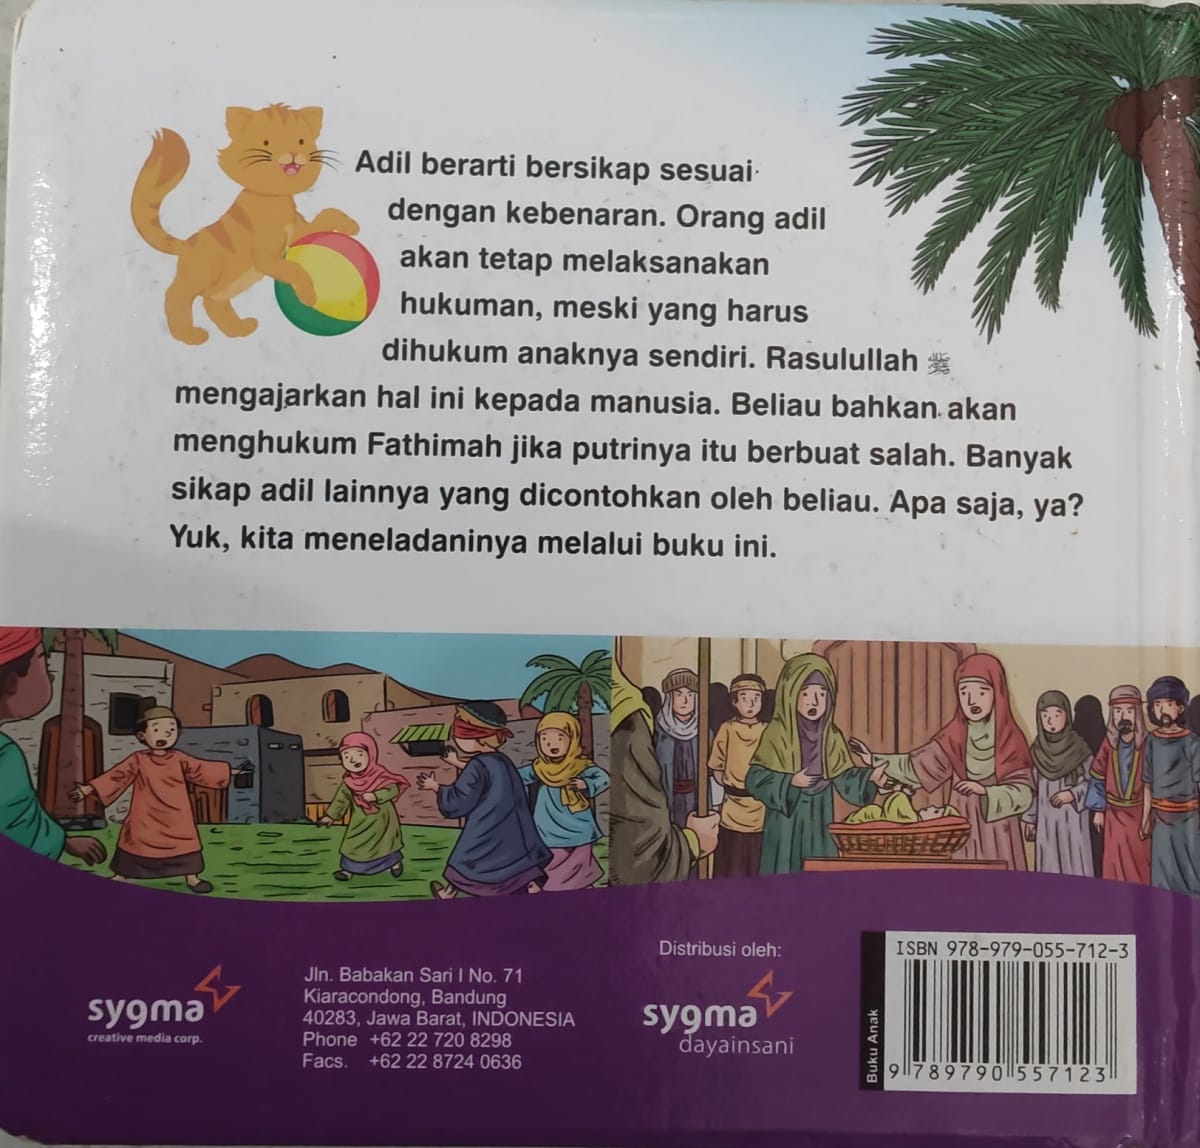 Adil berarti bersikap sesuai
dengan kebenaran. Orang adil
akan tetap melaksanakan
hukuman, meski yang harus
dihukum anaknya sendiri. Rasulullah ﷺ
mengajarkan hal ini kepada manusia. Beliau bahkan akan
menghukum Fathimah jika putrinya itu berbuat salah. Banyak
sikap adil lainnya yang dicontohkan oleh beliau. Apa saja, ya?
Yuk, kita meneladaninya melalui buku ini.
sygma
creative media corp.
Jln. Babakan Sari I No. 71
Kiaracondong, Bandung
40283, Jawa Barat, INDONESIA
Phone +62 22 720 8298
Facs. +62 22 8724 0636
Distribusi oleh:
sygma
dayainsani
Buku Anak
ISBN 978-979-055-712-3
9 789790 557123